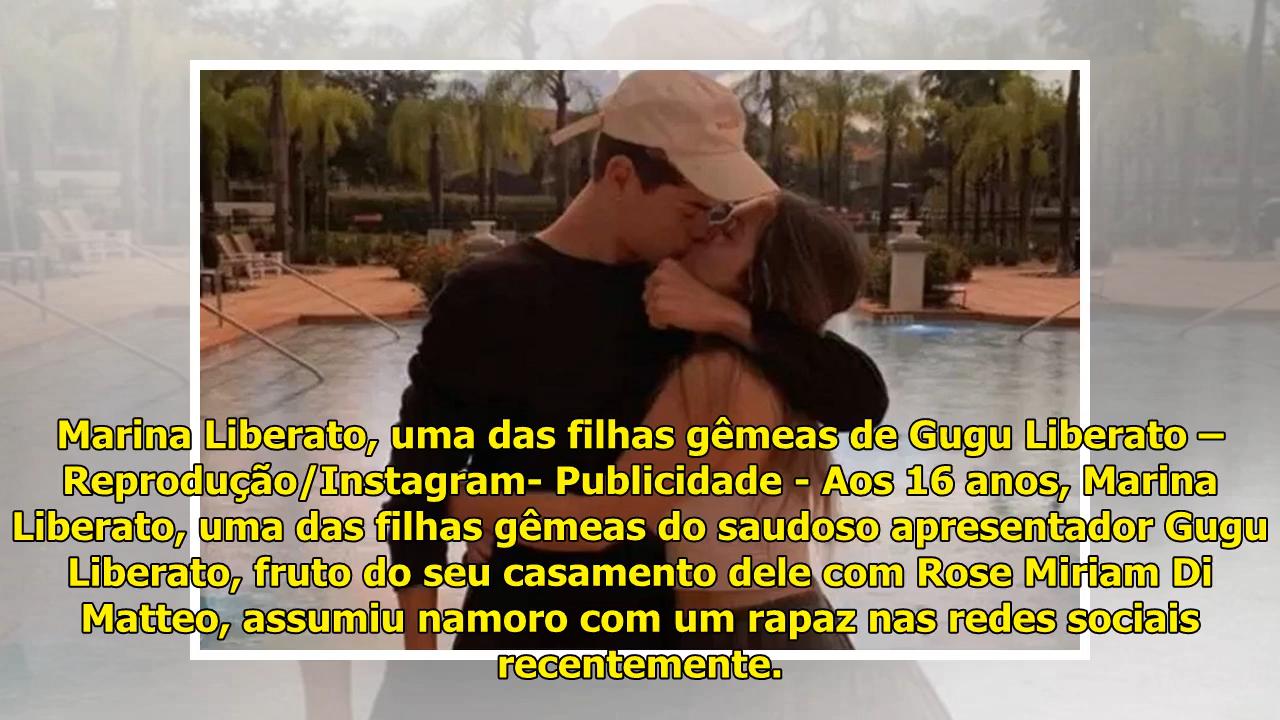 Marina Liberato, uma das filhas gêmeas de Gugu Liberato –
Reprodução/Instagram- Publicidade - Aos 16 anos, Marina
Liberato, uma das filhas gêmeas do saudoso apresentador Gugu
Liberato, fruto do seu casamento dele com Rose Miriam Di
Matteo, assumiu namoro com um rapaz nas redes sociais
recentemente.